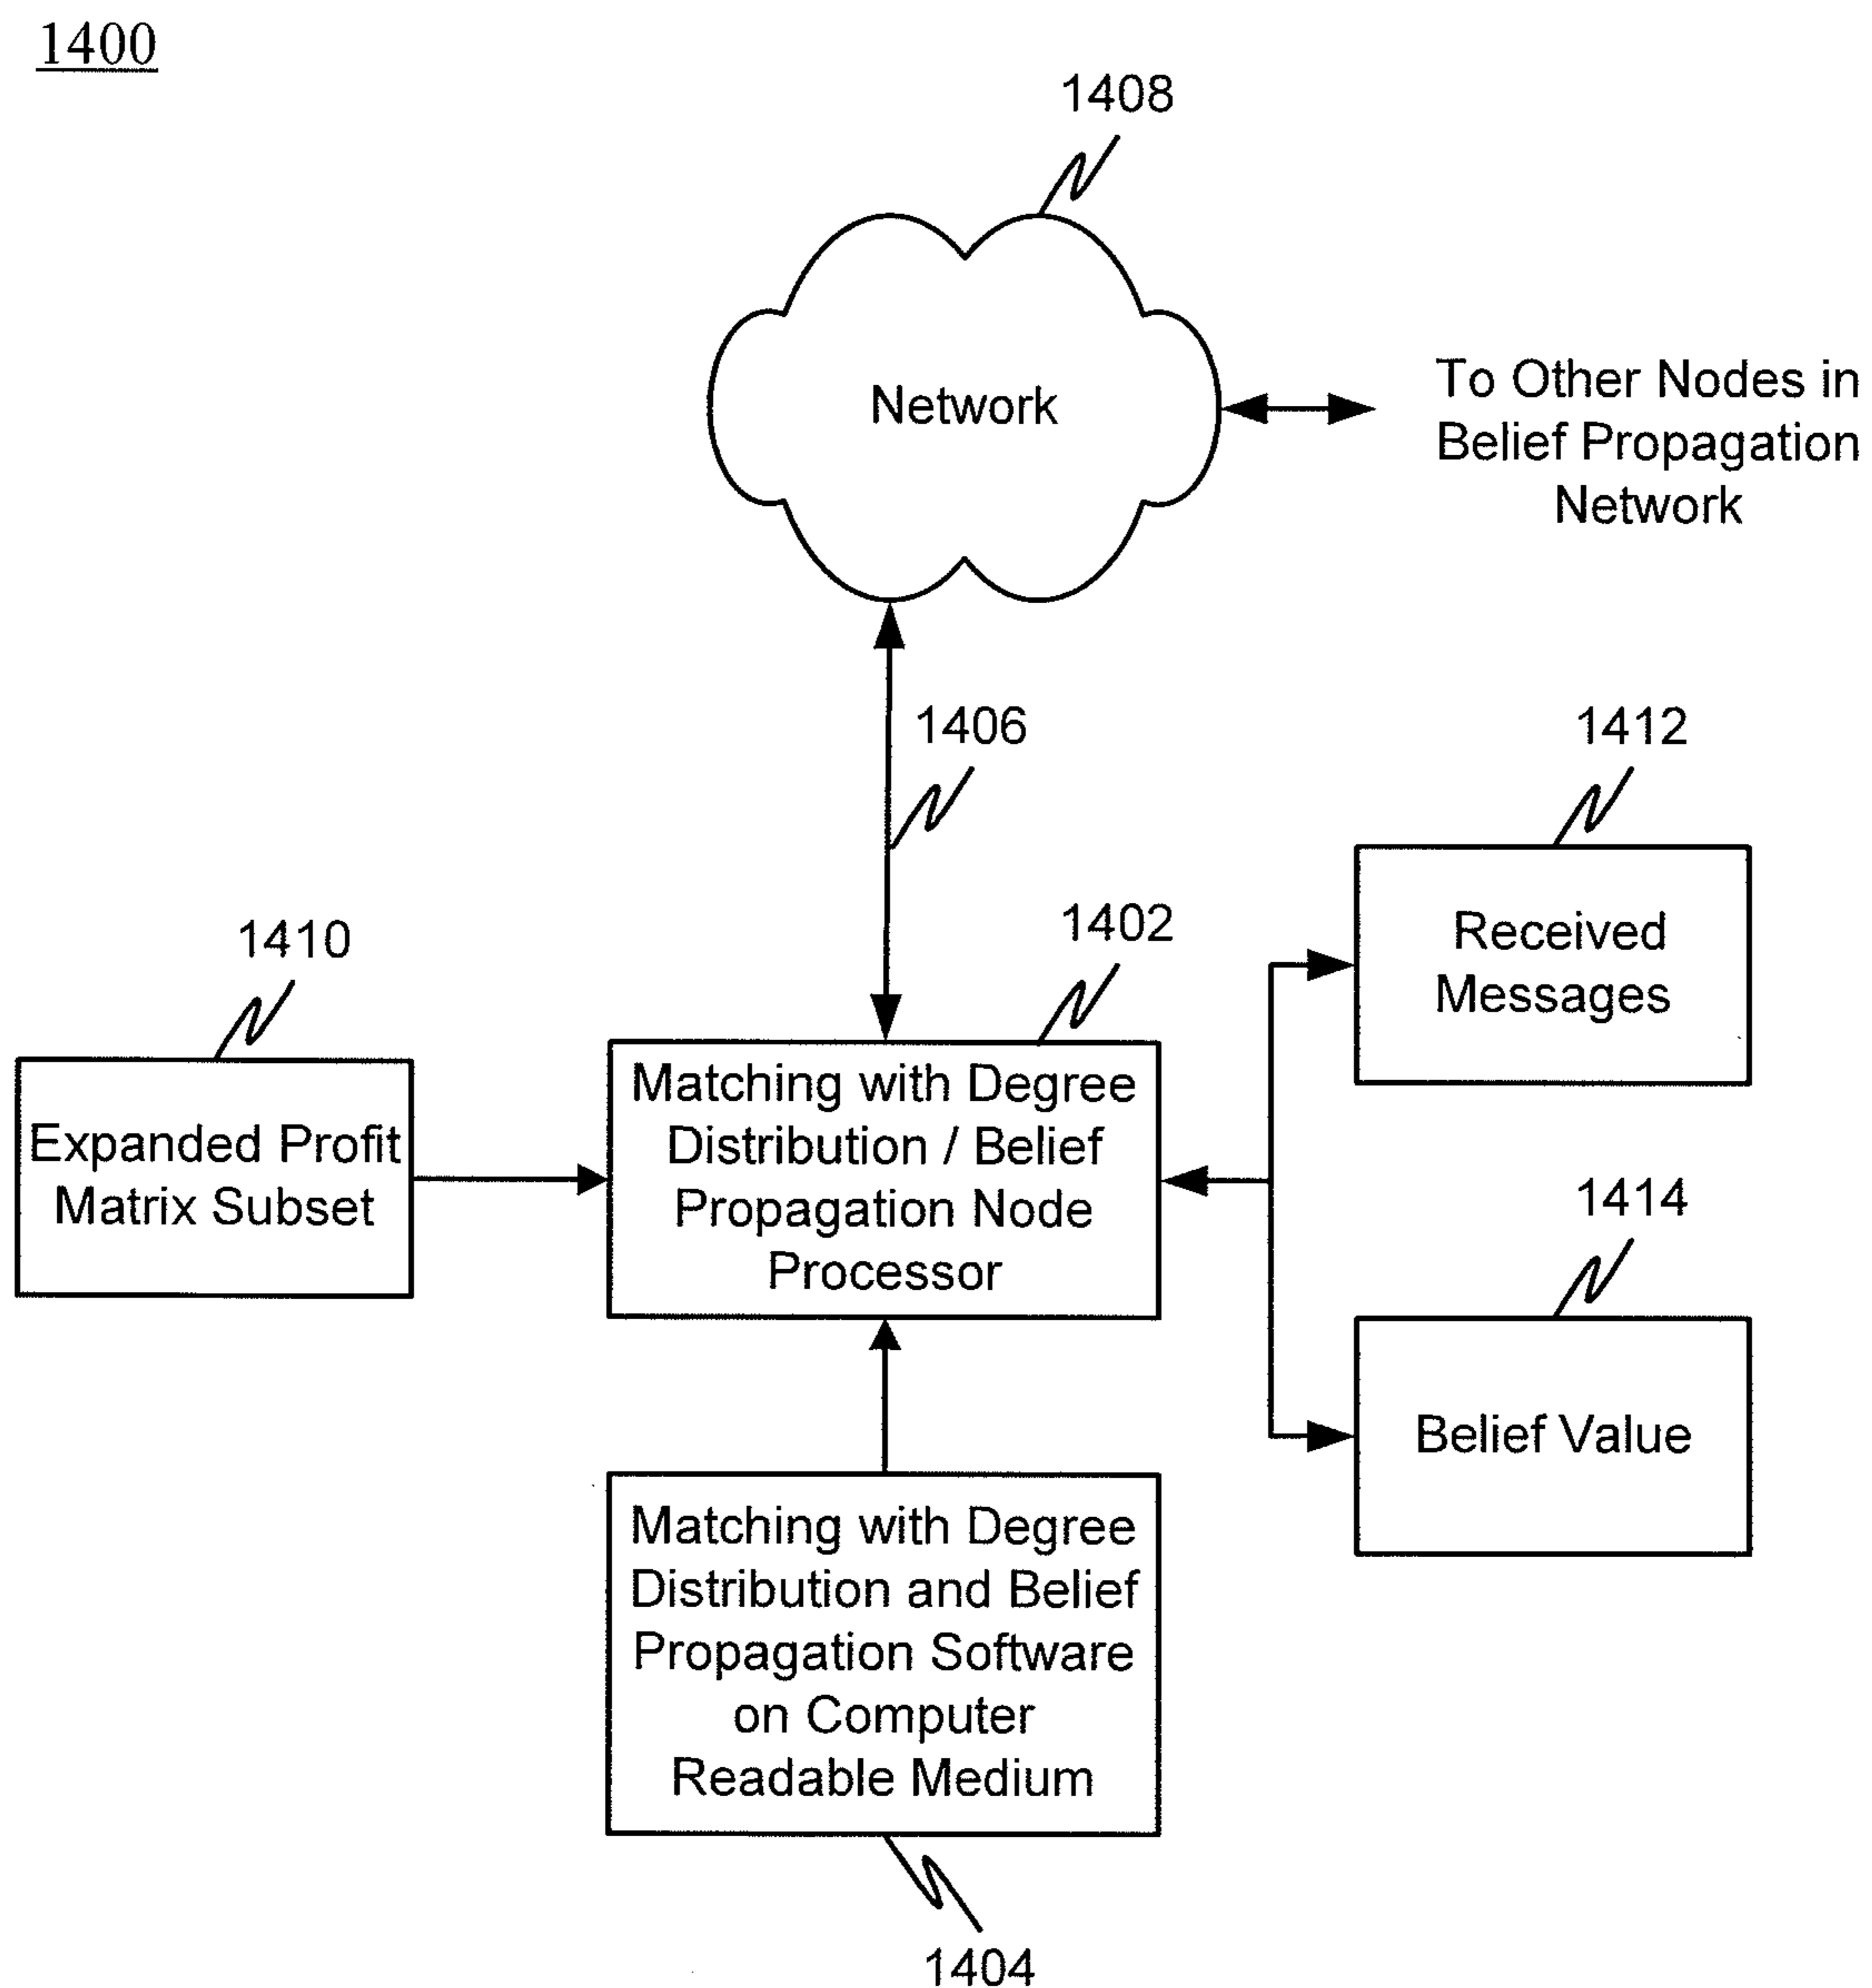 1400
1408
Network
To Other Nodes in
Belief Propagation
Network
1406
1412
Received
Messages
1410
1402
Expanded Profit
Matrix Subset
Matching with Degree
Distribution / Belief
Propagation Node
Processor
1414
Belief Value
Matching with Degree
Distribution and Belief
Propagation Software
on Computer
Readable Medium
1404